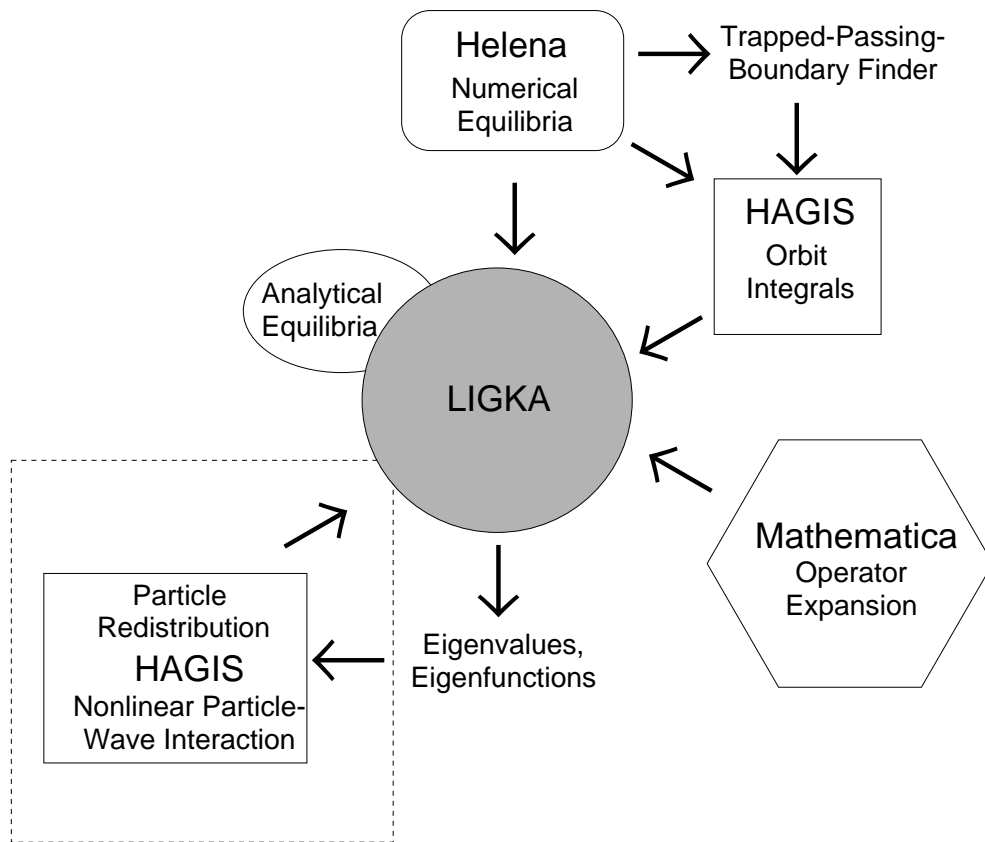 Helena
Numerical
Equilibria
Trapped-Passing-
Boundary Finder
HAGIS
Orbit
Integrals
Analytical
Equilibria
LIGKA
Mathematica
Operator
Expansion
Eigenvalues,
Eigenfunctions
Particle
Redistribution
HAGIS
Nonlinear Particle-
Wave Interaction